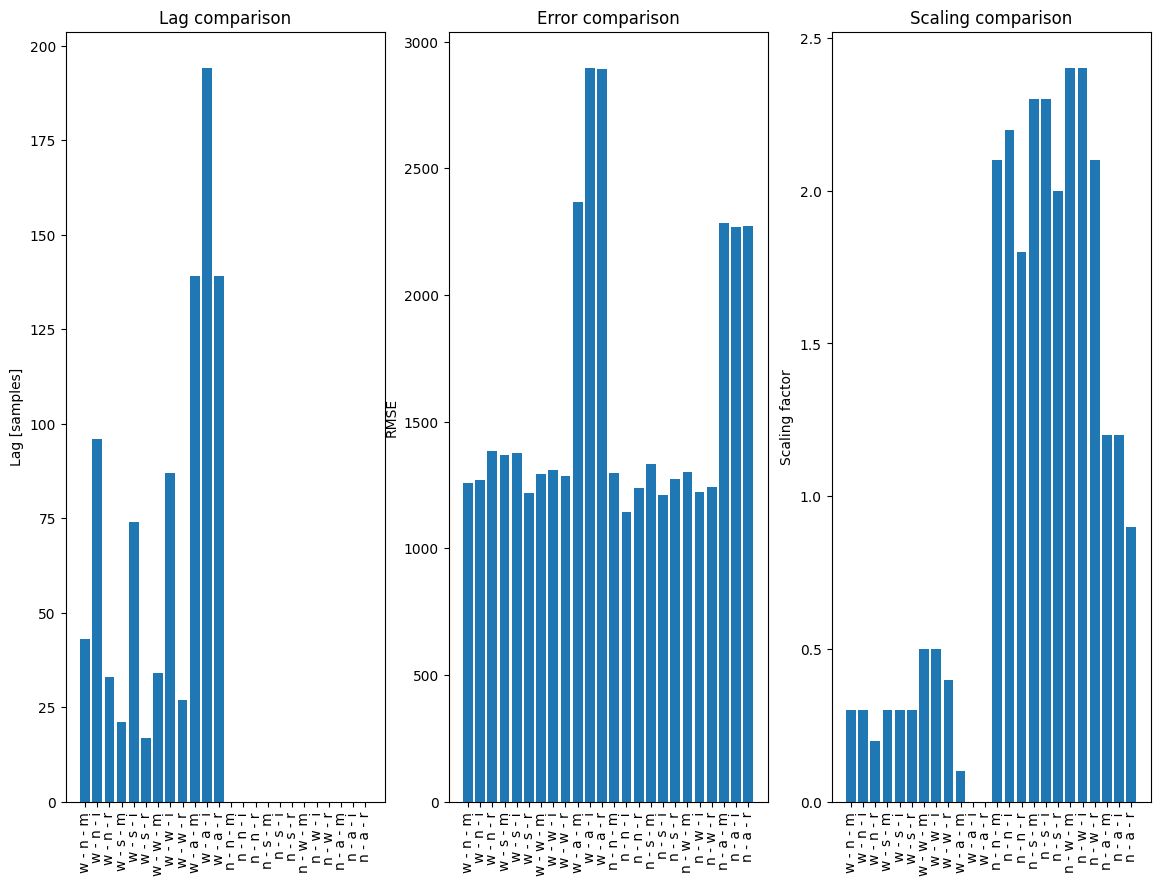 Lag comparison
Lag [samples]
200
175
150
125
100
75
50
25
0
w - n - m
w - n - i
w - n - r
w - s - m
w - s - i
w - s - r
w - w - m
w - w - i
w - w - r
w - a - m
w - a - i
w - a - r
n - n - m
n - n - i
n - n - r
n - s - m
n - s - i
n - s - r
n - w - m
n - w - i
n - w - r
n - a - m
n - a - i
n - a - r
Error comparison
RMSE
3000
2500
2000
1500
1000
500
0
w - n - m
w - n - i
w - n - r
w - s - m
w - s - i
w - s - r
w - w - m
w - w - i
w - w - r
w - a - m
w - a - i
w - a - r
n - n - m
n - n - i
n - n - r
n - s - m
n - s - i
n - s - r
n - w - m
n - w - i
n - w - r
n - a - m
n - a - i
n - a - r
Scaling comparison
Scaling factor
2.5
2.0
1.5
1.0
0.5
0.0
w - n - m
w - n - i
w - n - r
w - s - m
w - s - i
w - s - r
w - w - m
w - w - i
w - w - r
w - a - m
w - a - i
w - a - r
n - n - m
n - n - i
n - n - r
n - s - m
n - s - i
n - s - r
n - w - m
n - w - i
n - w - r
n - a - m
n - a - i
n - a - r